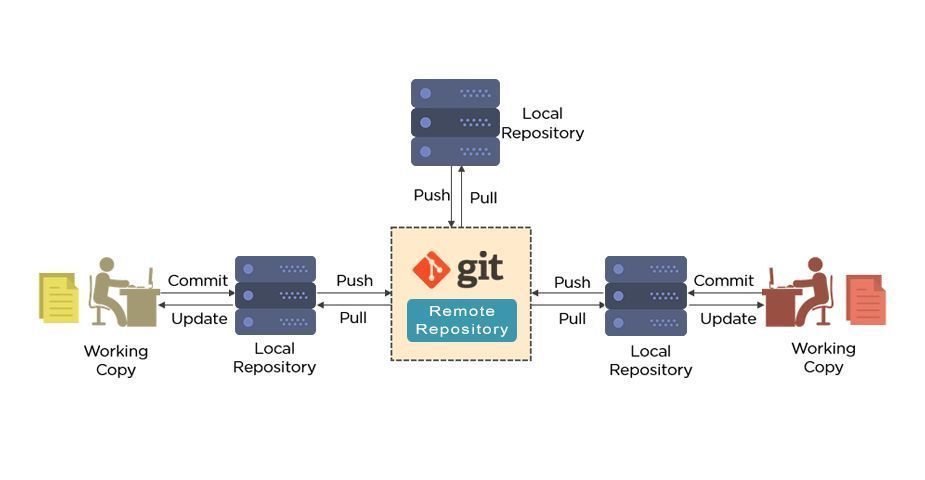 Local
Repository
Push
Pull
git
Remote
Repository
Commit
Update
Push
Pull
Push
Pull
Commit
Update
Working
Copy
Local
Repository
Local
Repository
Working
Copy